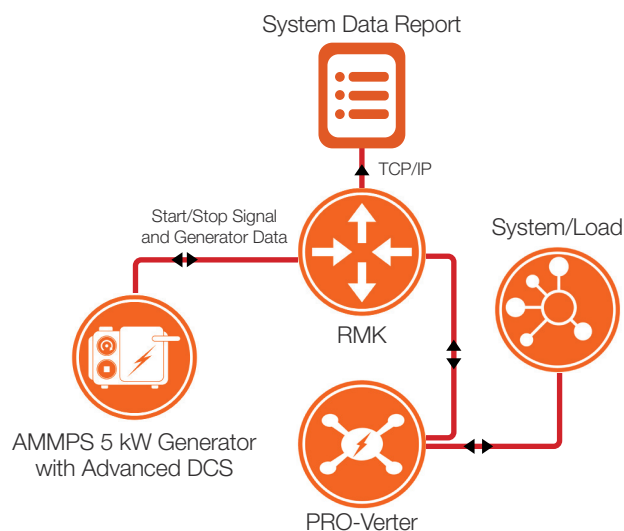 System Data Report
TCP/IP
Start/Stop Signal
and Generator Data
System/Load
RMK
AMMPS 5 kW Generator
with Advanced DCS
PRO-Verter